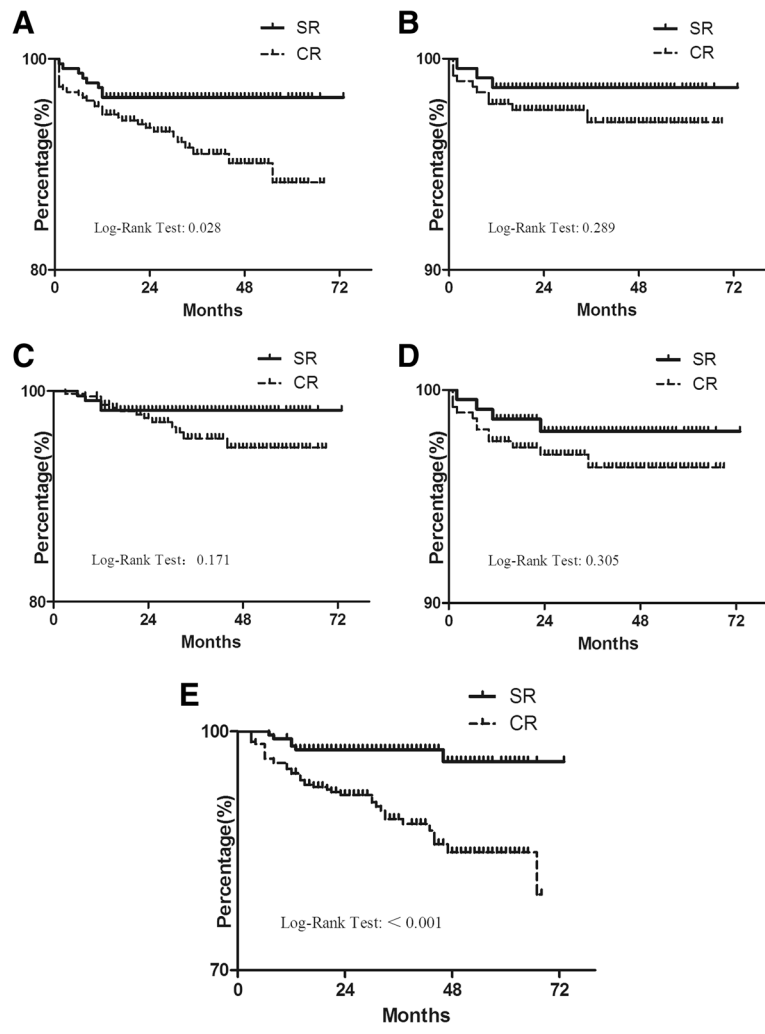 A
SR
CR
100
80
Percentage(%)
Log-Rank Test: 0.028
0 24 48 72
Months
B
SR
CR
100
90
Percentage(%)
Log-Rank Test: 0.289
0 24 48 72
Months
C
SR
CR
100
80
Percentage(%)
Log-Rank Test： 0.171
0 24 48 72
Months
D
SR
CR
100
90
Percentage(%)
Log-Rank Test: 0.305
0 24 48 72
Months
E
SR
CR
100
70
Percentage(%)
Log-Rank Test: ＜ 0.001
0 24 48 72
Months